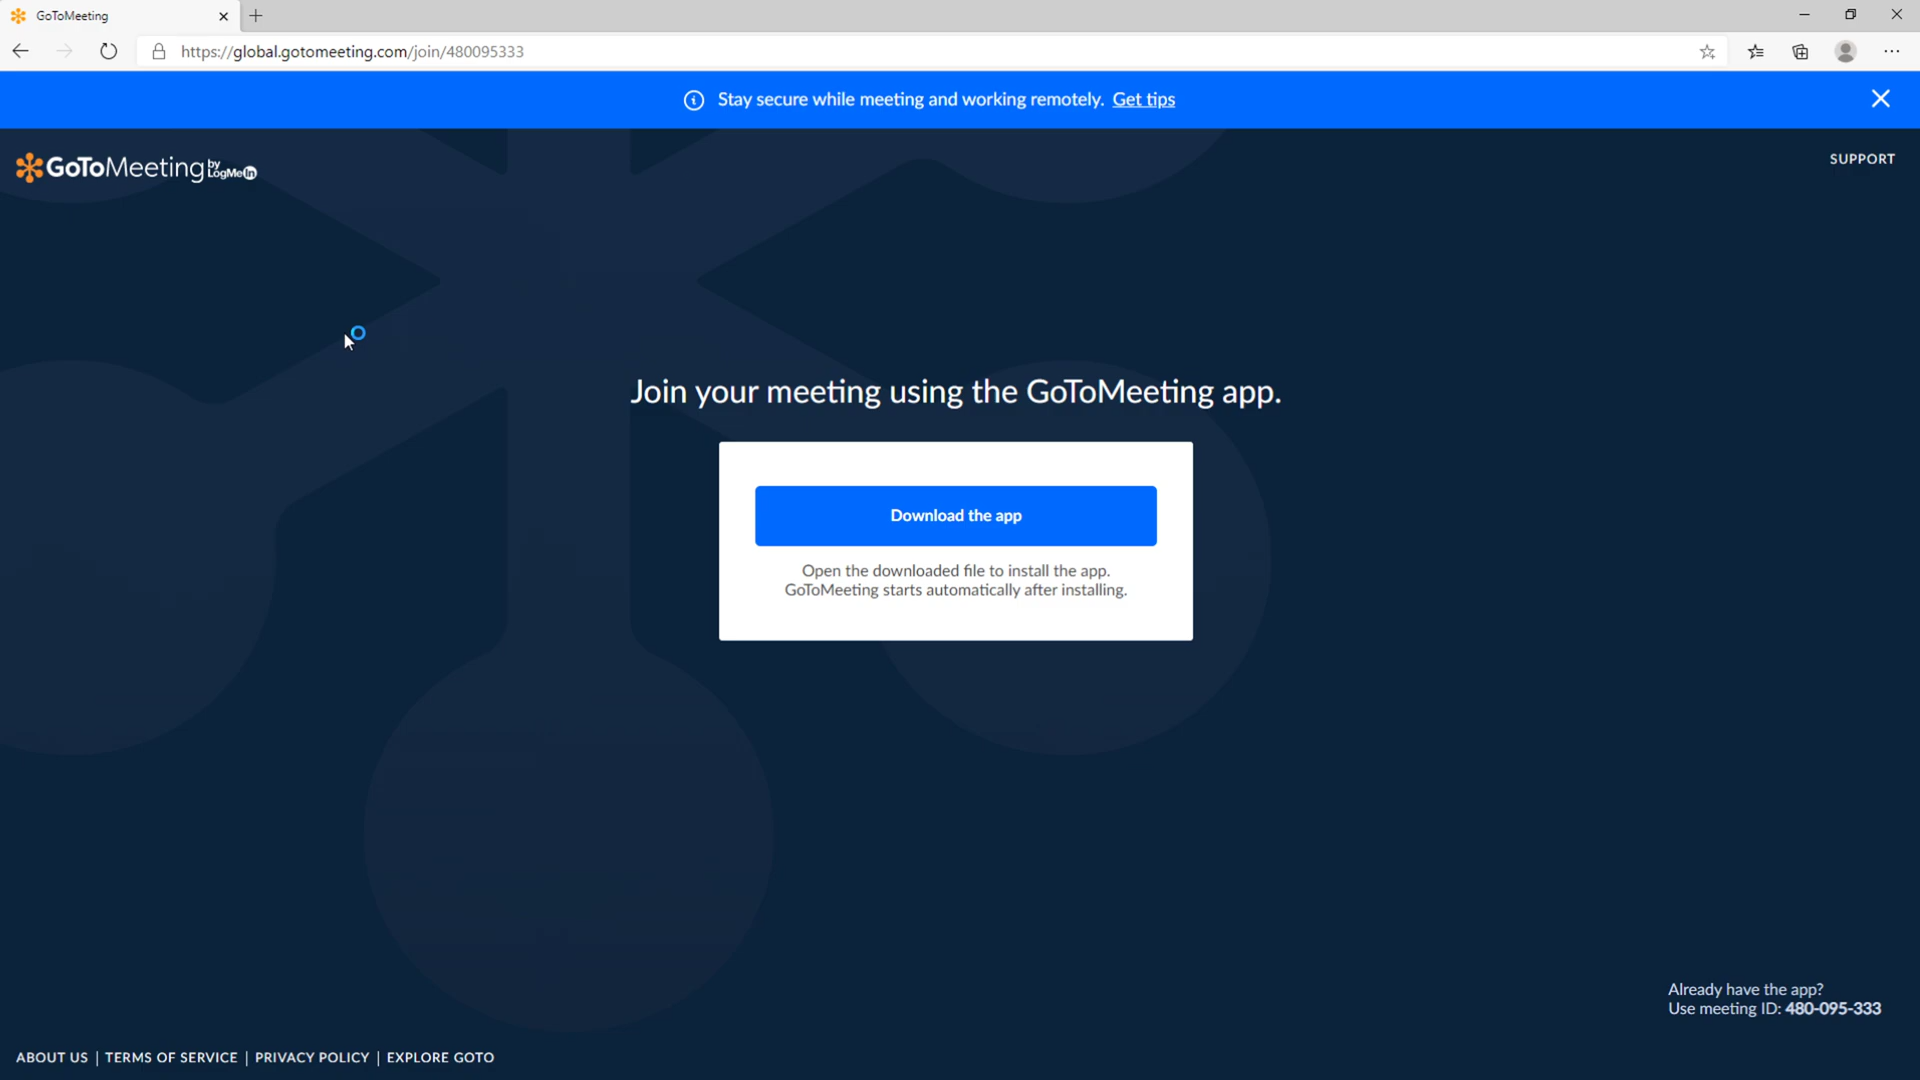 GoToMeeting
https://global.gotomeeting.com/join/480095333
Stay secure while meeting and working remotely. Get tips
GoToMeeting by LogMeIn
SUPPORT
Join your meeting using the GoToMeeting app.
Download the app
Open the downloaded file to install the app.
GoToMeeting starts automatically after installing.
Already have the app?
Use meeting ID: 480-095-333
ABOUT US | TERMS OF SERVICE | PRIVACY POLICY | EXPLORE GOTO